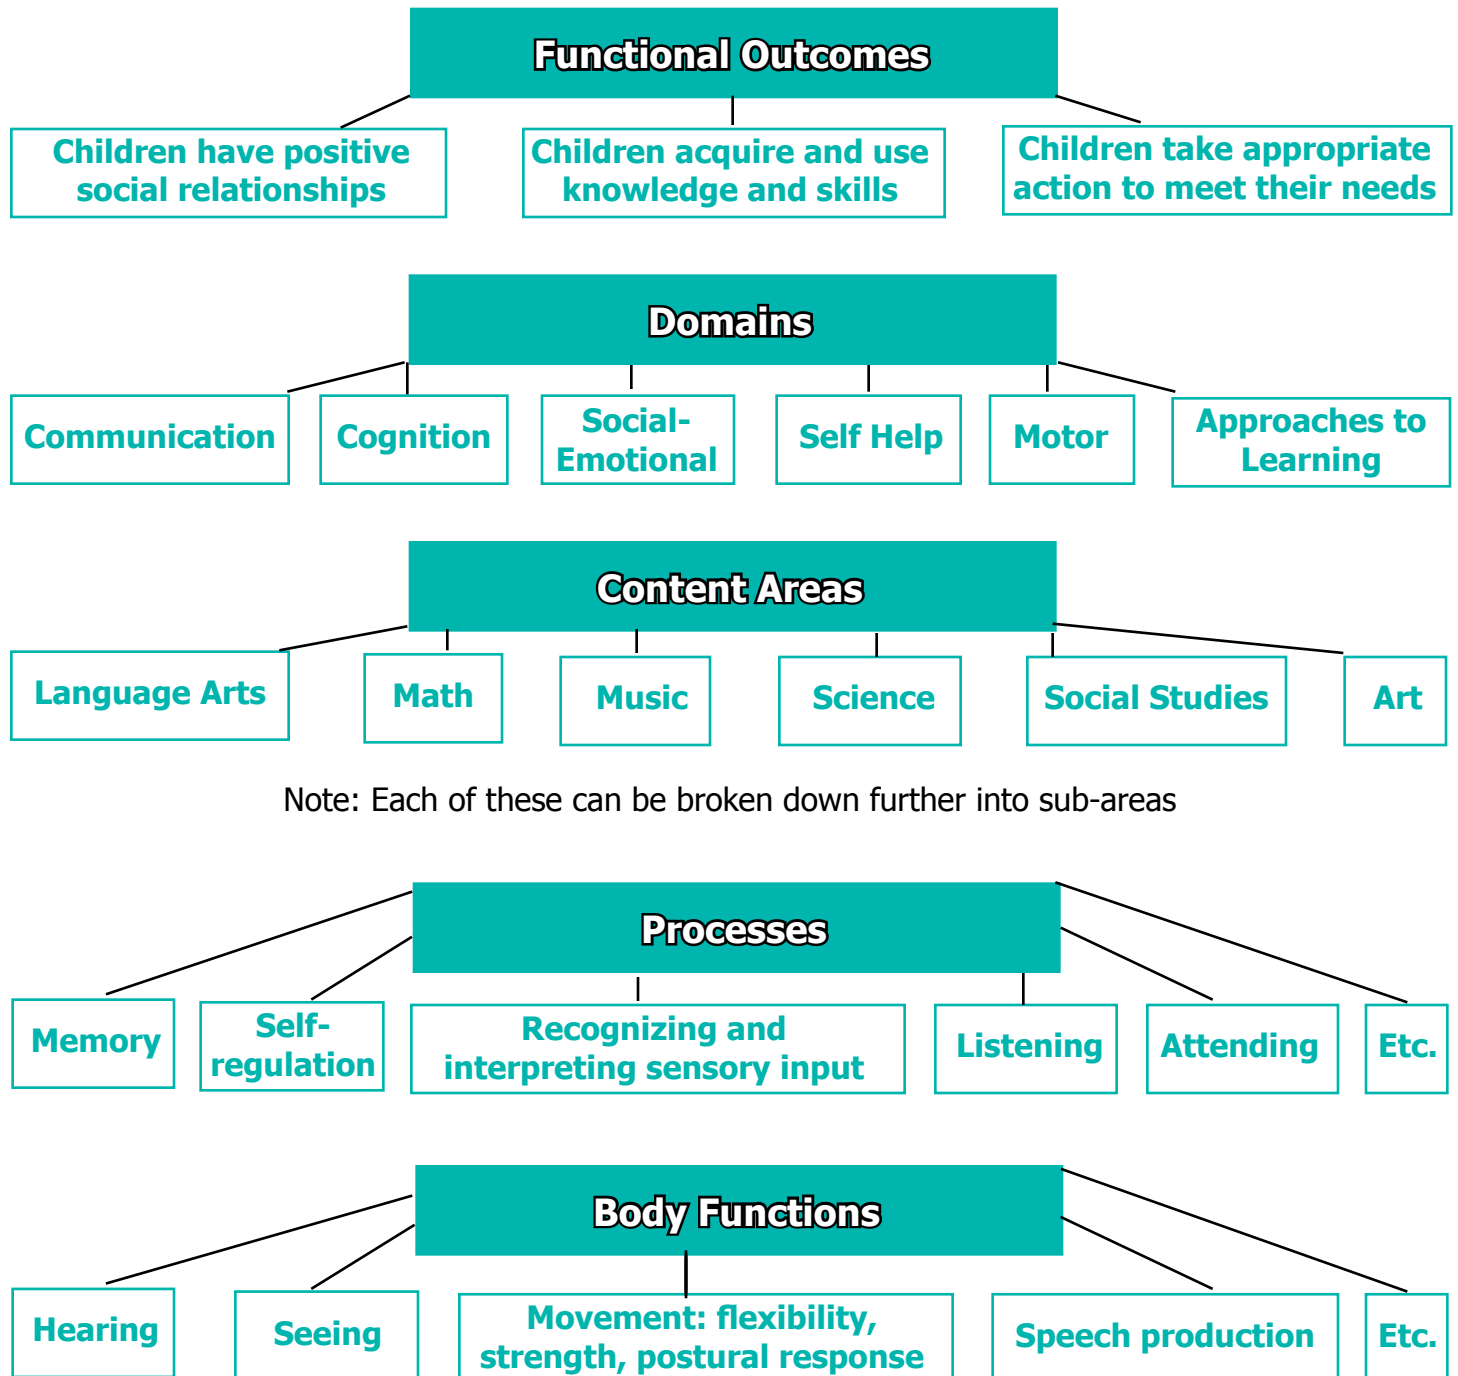 Functional Outcomes
Children have positive
social relationships
Children acquire and use
knowledge and skills
Children take appropriate
action to meet their needs
Domains
Communication
Cognition
Social-
Emotional
Self Help
Motor
Approaches to
Learning
Content Areas
Language Arts
Math
Music
Science
Social Studies
Art
Note: Each of these can be broken down further into sub-areas
Processes
Memory
Self-
regulation
Recognizing and
interpreting sensory input
Listening
Attending
Etc.
Body Functions
Hearing
Seeing
Movement: flexibility,
strength, postural response
Speech production
Etc.